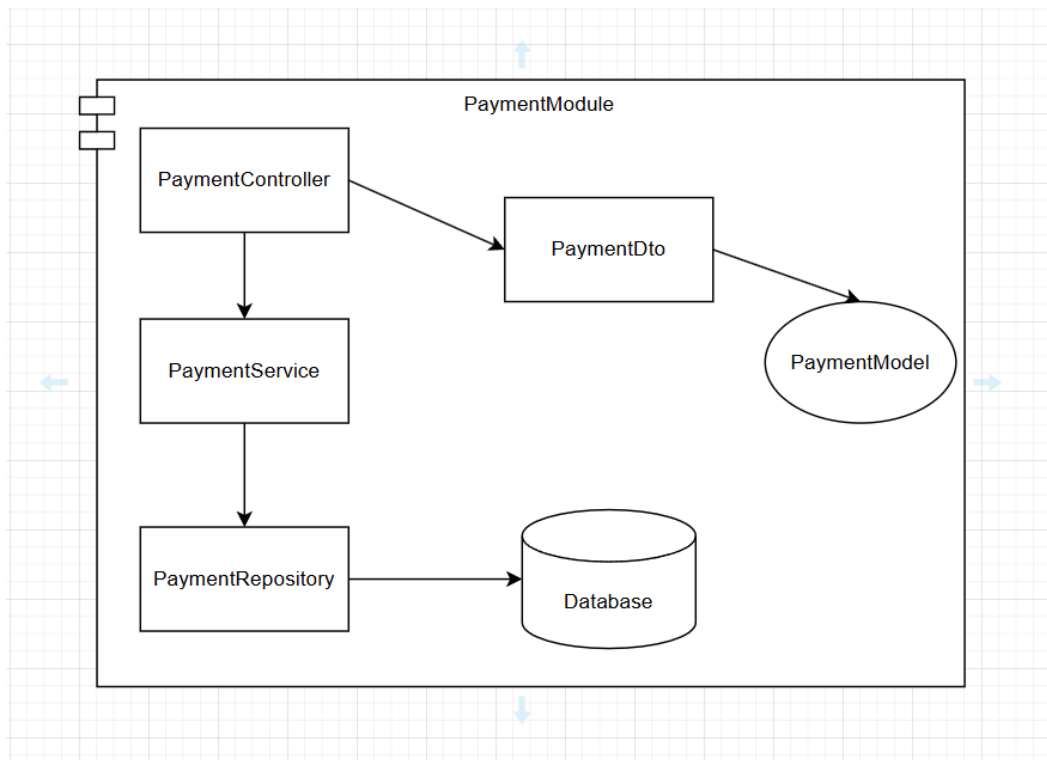 PaymentModule
PaymentController
PaymentDto
PaymentService
PaymentModel
PaymentRepository
Database